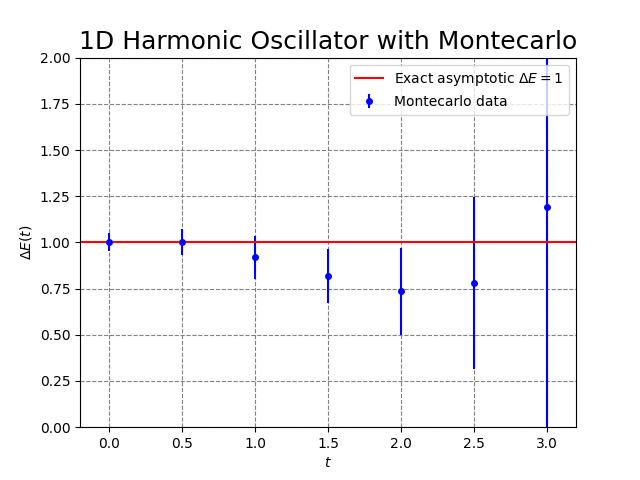 1D Harmonic Oscillator with Montecarlo
Exact asymptotic ΔE = 1
Montecarlo data
ΔE(t)
2.00
1.75
1.50
1.25
1.00
0.75
0.50
0.25
0.00
0.0 0.5 1.0 1.5 2.0 2.5 3.0
t